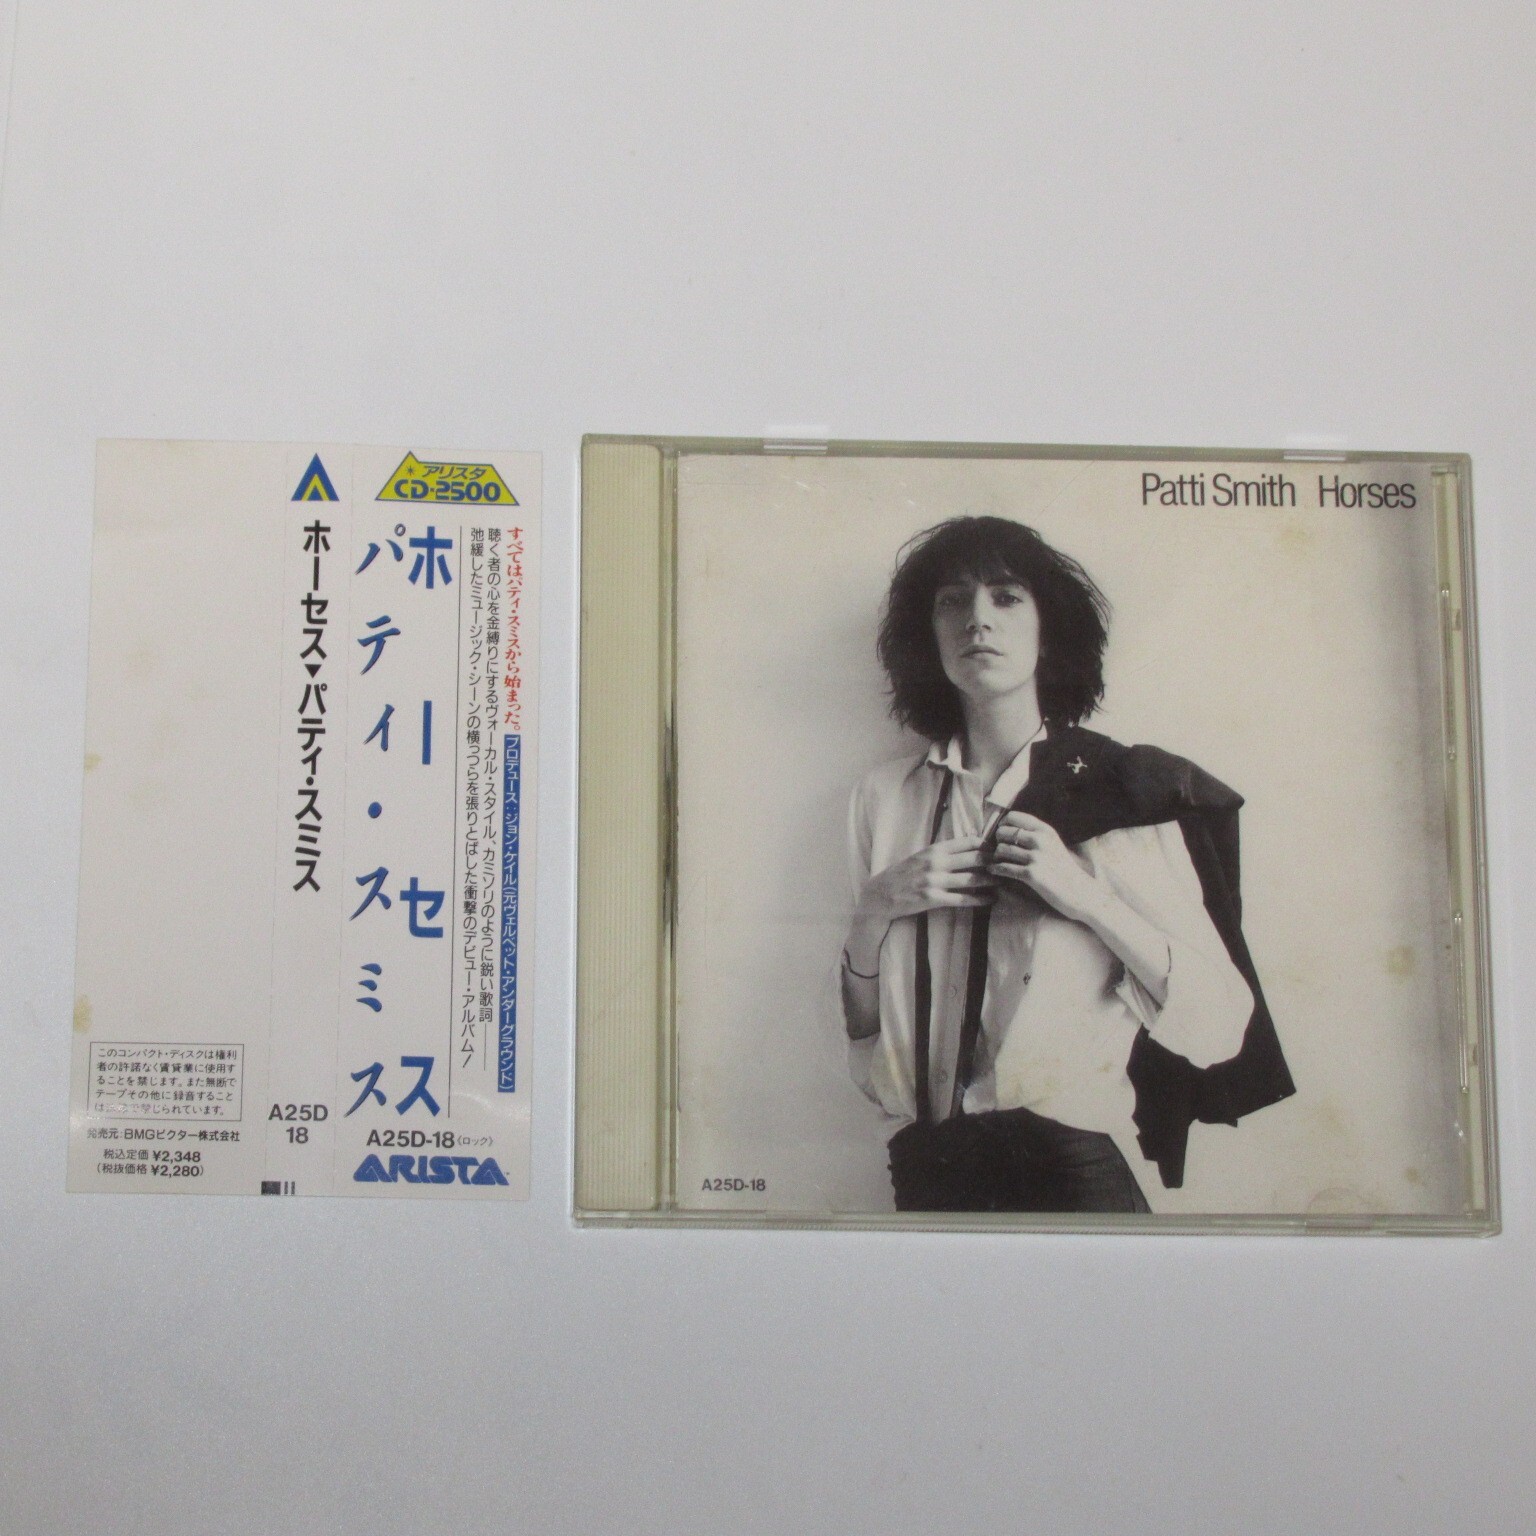 アリスタ
CD-2500
すべてはパティ・スミスから始まった。
プロデュース:ジョン・ケイル(元ヴェルベット・アンダーグラウンド)
聴く者の心を金縛りにするヴォーカル・スタイル、カミソリのように鋭い歌詞——
弛緩したミュージック・シーンの横っつらを張りとばした衝撃のデビュー・アルバム!
ホーセス
パティ・スミス
A25D-18《ロック》
ARISTA
ホーセス▼パティ・スミス
A25D
18
このコンパクト・ディスクは権利
者の許諾なく賃貸業に使用す
ることを禁じます。また無断で
テープその他に録音すること
は
じられています。
発売元:BMGビクター株式会社
税込定価 ¥2,348
(税抜価格 ¥2,280)
Patti Smith Horses
A25D-18